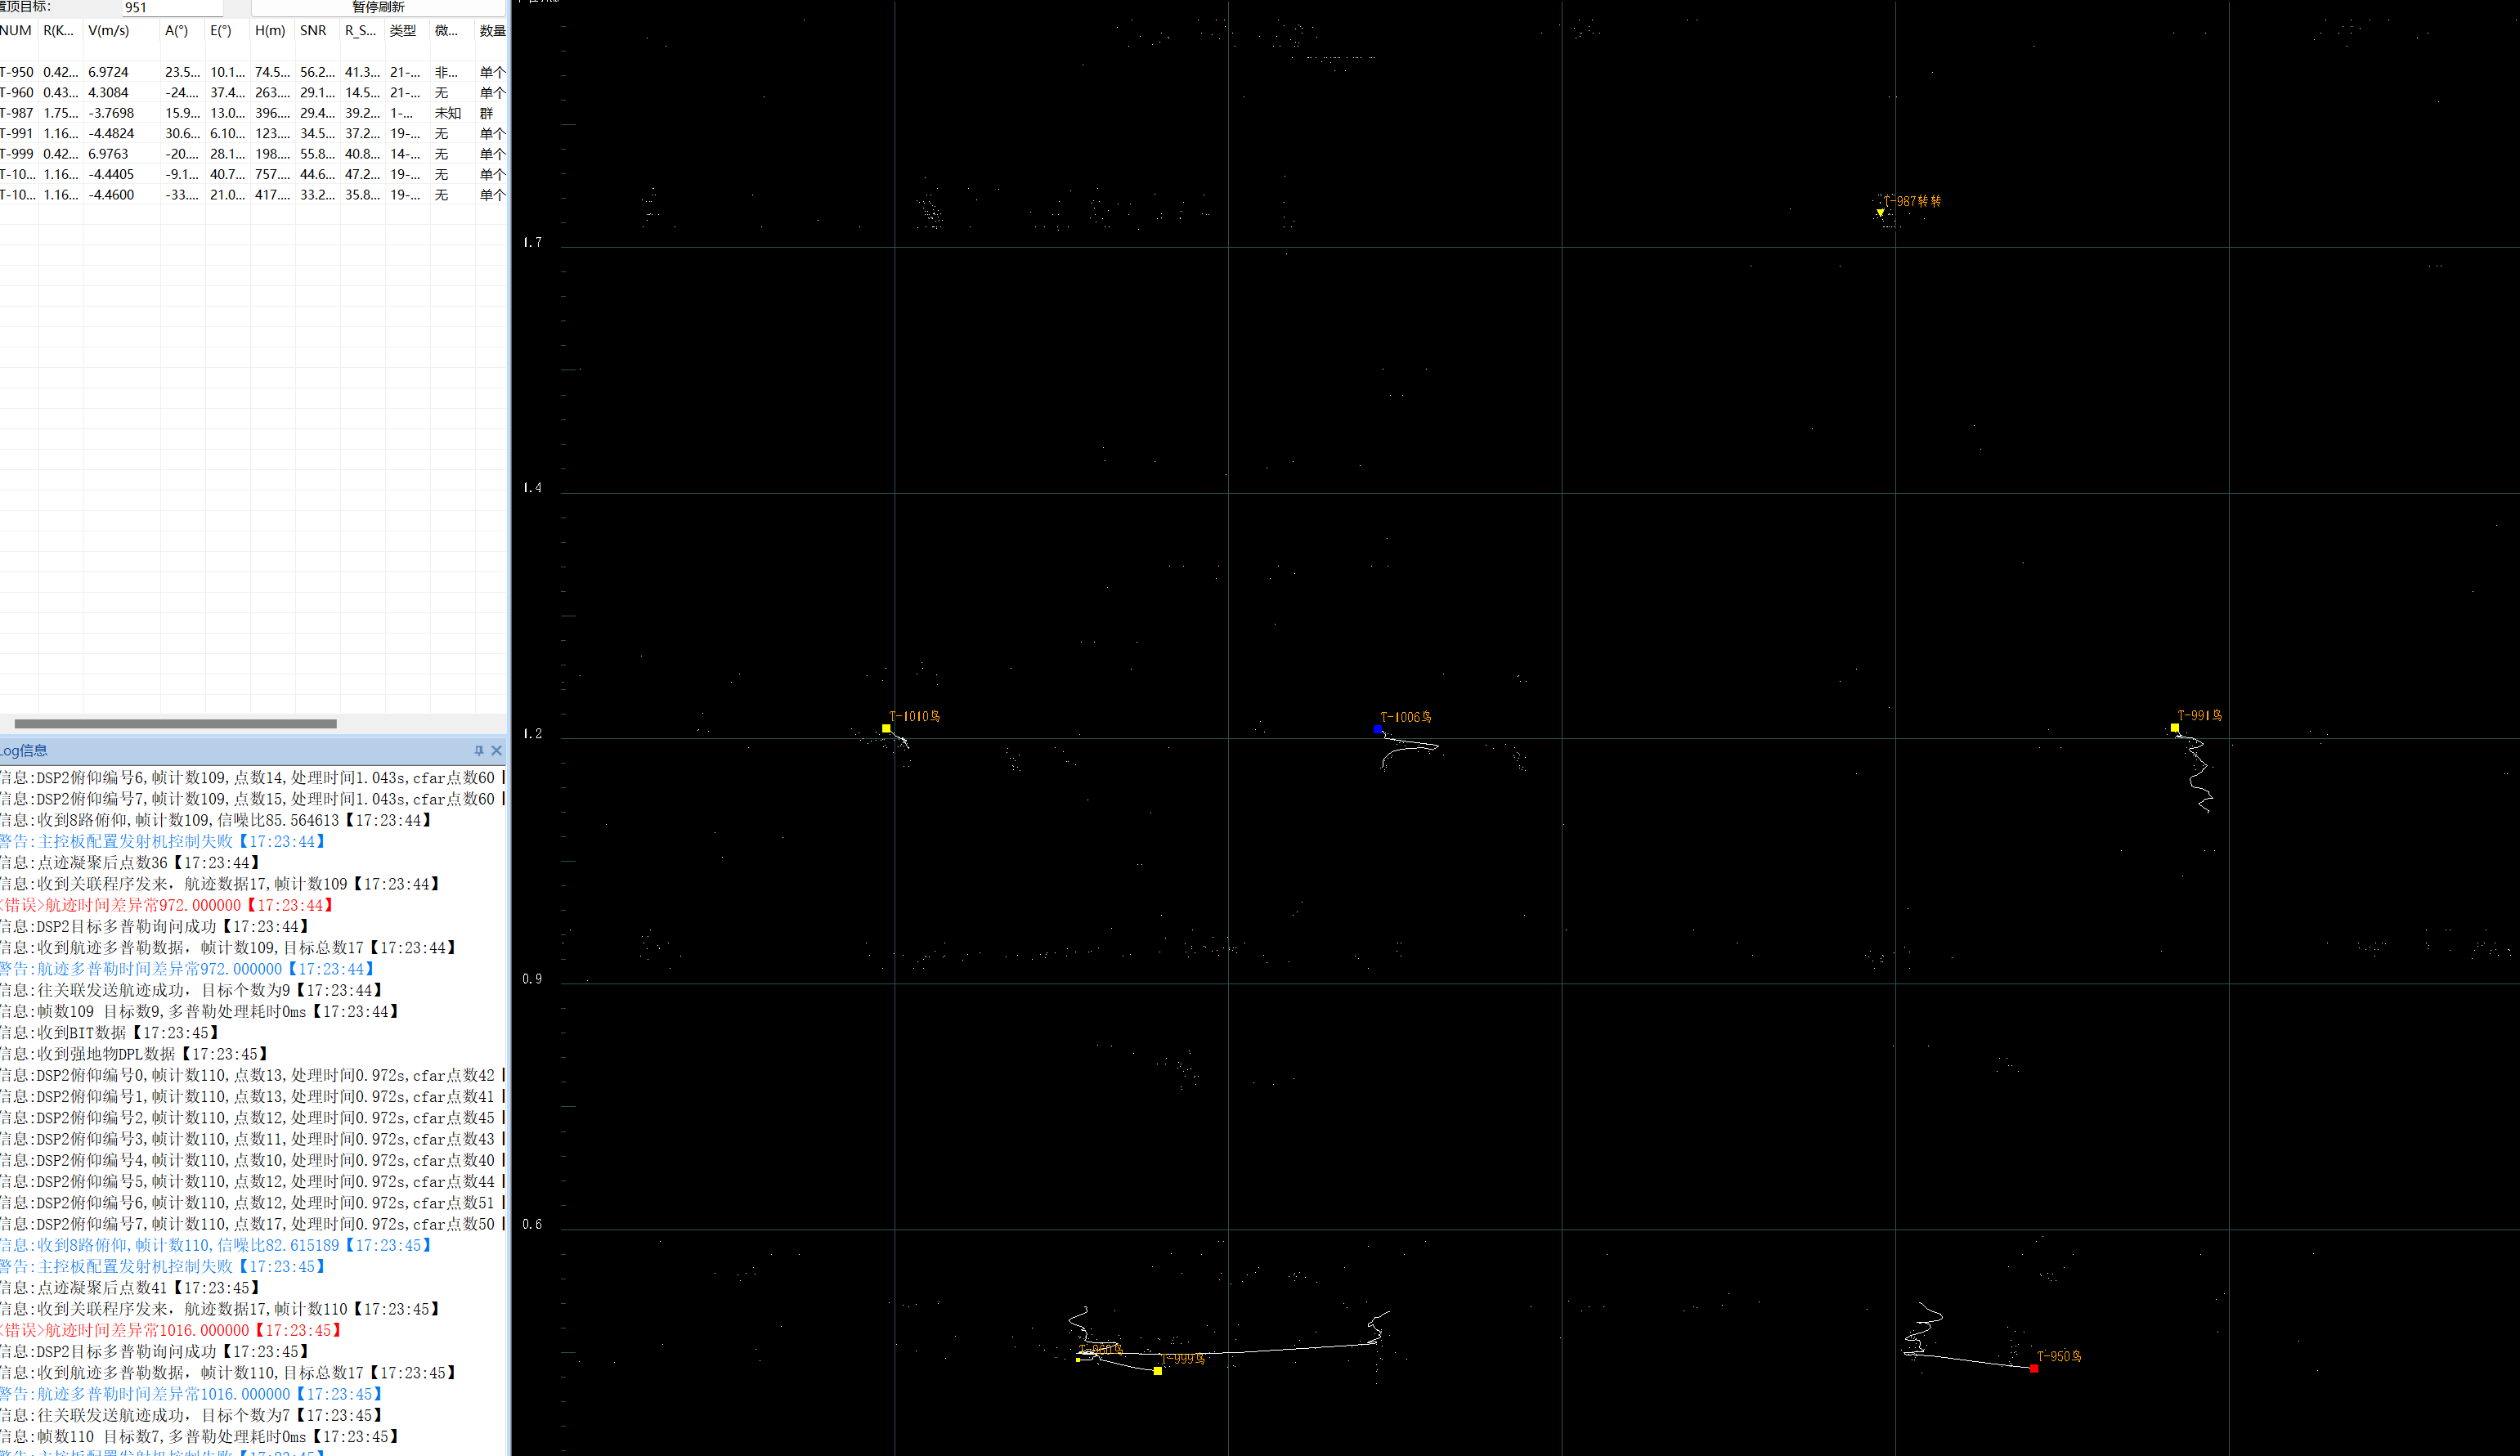 置顶目标: 951 暂停刷新
NUM R(K... V(m/s) A(°) E(°) H(m) SNR R_S... 类型 微... 数量
T-950 0.42... 6.9724 23.5... 10.1... 74.5... 56.2... 41.3... 21-... 非... 单个
T-960 0.43... 4.3084 -24.... 37.4... 263.... 29.1... 14.5... 21-... 无 单个
T-987 1.75... -3.7698 15.9... 13.0... 396.... 29.4... 39.2... 1-... 未知 群
T-991 1.16... -4.4824 30.6... 6.10... 123.... 34.5... 37.2... 19-... 无 单个
T-999 0.42... 6.9763 -20.... 28.1... 198.... 55.8... 40.8... 14-... 无 单个
T-10... 1.16... -4.4405 -9.1... 40.7... 757.... 44.6... 47.2... 19-... 无 单个
T-10... 1.16... -4.4600 -33.... 21.0... 417.... 33.2... 35.8... 19-... 无 单个
Log信息
信息:DSP2俯仰编号6,帧计数109,点数14,处理时间1.043s,cfar点数60
信息:DSP2俯仰编号7,帧计数109,点数15,处理时间1.043s,cfar点数60
信息:收到8路俯仰,帧计数109,信噪比85.564613【17:23:44】
警告:主控板配置发射机控制失败【17:23:44】
信息:点迹凝聚后点数36【17:23:44】
信息:收到关联程序发来，航迹数据17,帧计数109【17:23:44】
<错误>航迹时间差异常972.000000【17:23:44】
信息:DSP2目标多普勒询问成功【17:23:44】
信息:收到航迹多普勒数据，帧计数109,目标总数17【17:23:44】
警告:航迹多普勒时间差异常972.000000【17:23:44】
信息:往关联发送航迹成功，目标个数为9【17:23:44】
信息:帧数109 目标数9,多普勒处理耗时0ms【17:23:44】
信息:收到BIT数据【17:23:45】
信息:收到强地物DPL数据【17:23:45】
信息:DSP2俯仰编号0,帧计数110,点数13,处理时间0.972s,cfar点数42
信息:DSP2俯仰编号1,帧计数110,点数13,处理时间0.972s,cfar点数41
信息:DSP2俯仰编号2,帧计数110,点数12,处理时间0.972s,cfar点数45
信息:DSP2俯仰编号3,帧计数110,点数11,处理时间0.972s,cfar点数43
信息:DSP2俯仰编号4,帧计数110,点数10,处理时间0.972s,cfar点数40
信息:DSP2俯仰编号5,帧计数110,点数12,处理时间0.972s,cfar点数44
信息:DSP2俯仰编号6,帧计数110,点数12,处理时间0.972s,cfar点数51
信息:DSP2俯仰编号7,帧计数110,点数17,处理时间0.972s,cfar点数50
信息:收到8路俯仰,帧计数110,信噪比82.615189【17:23:45】
警告:主控板配置发射机控制失败【17:23:45】
信息:点迹凝聚后点数41【17:23:45】
信息:收到关联程序发来，航迹数据17,帧计数110【17:23:45】
<错误>航迹时间差异常1016.000000【17:23:45】
信息:DSP2目标多普勒询问成功【17:23:45】
信息:收到航迹多普勒数据，帧计数110,目标总数17【17:23:45】
警告:航迹多普勒时间差异常1016.000000【17:23:45】
信息:往关联发送航迹成功，目标个数为7【17:23:45】
信息:帧数110 目标数7,多普勒处理耗时0ms【17:23:45】
警告:主控板配置发射机控制失败【17:23:45】
T-987转转
1.7
1.4
T-1010鸟 T-1006鸟 T-991鸟
1.2
0.9
0.6
T-960鸟 T-999鸟 T-950鸟